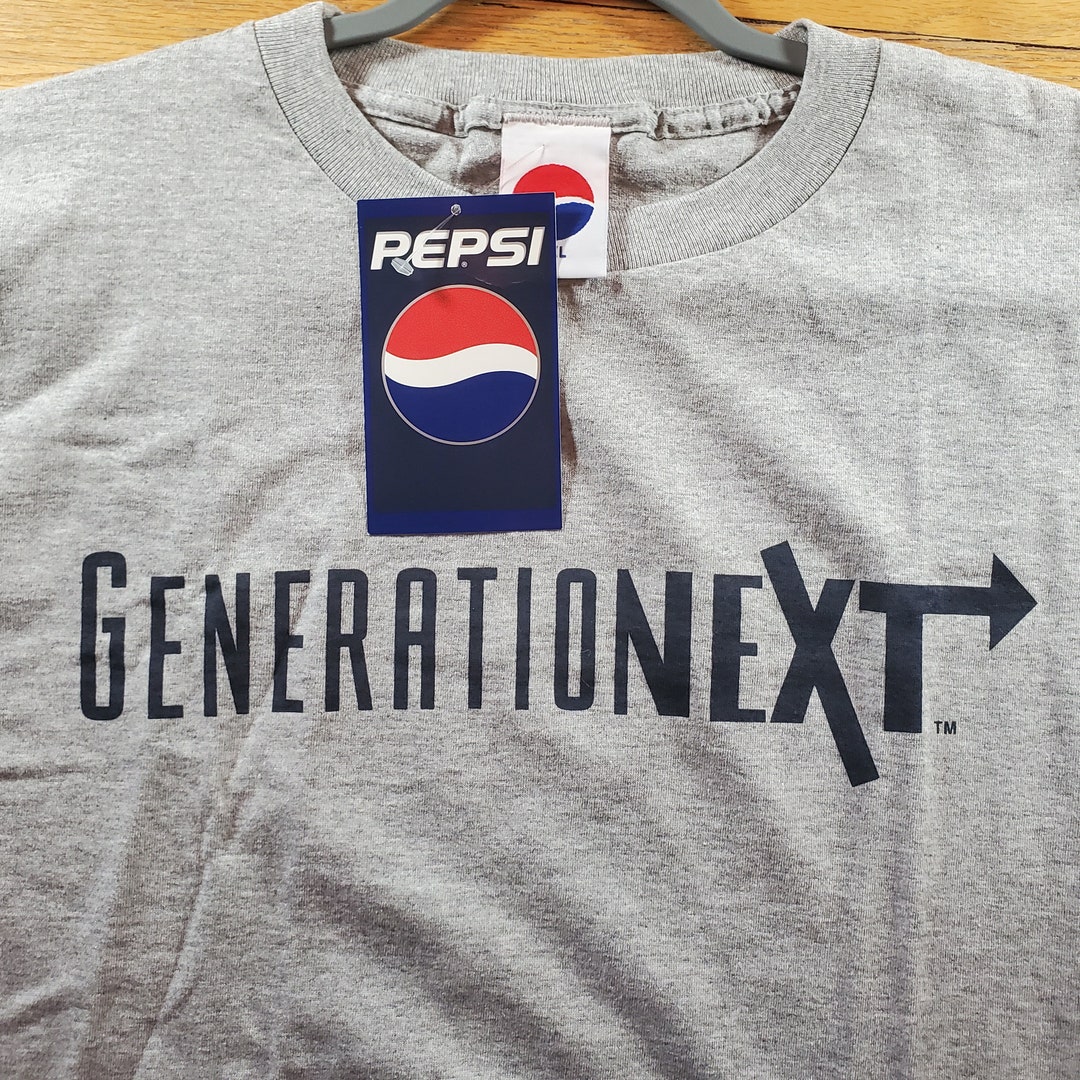 PEPSI
®
GENERATIONEXT
TM